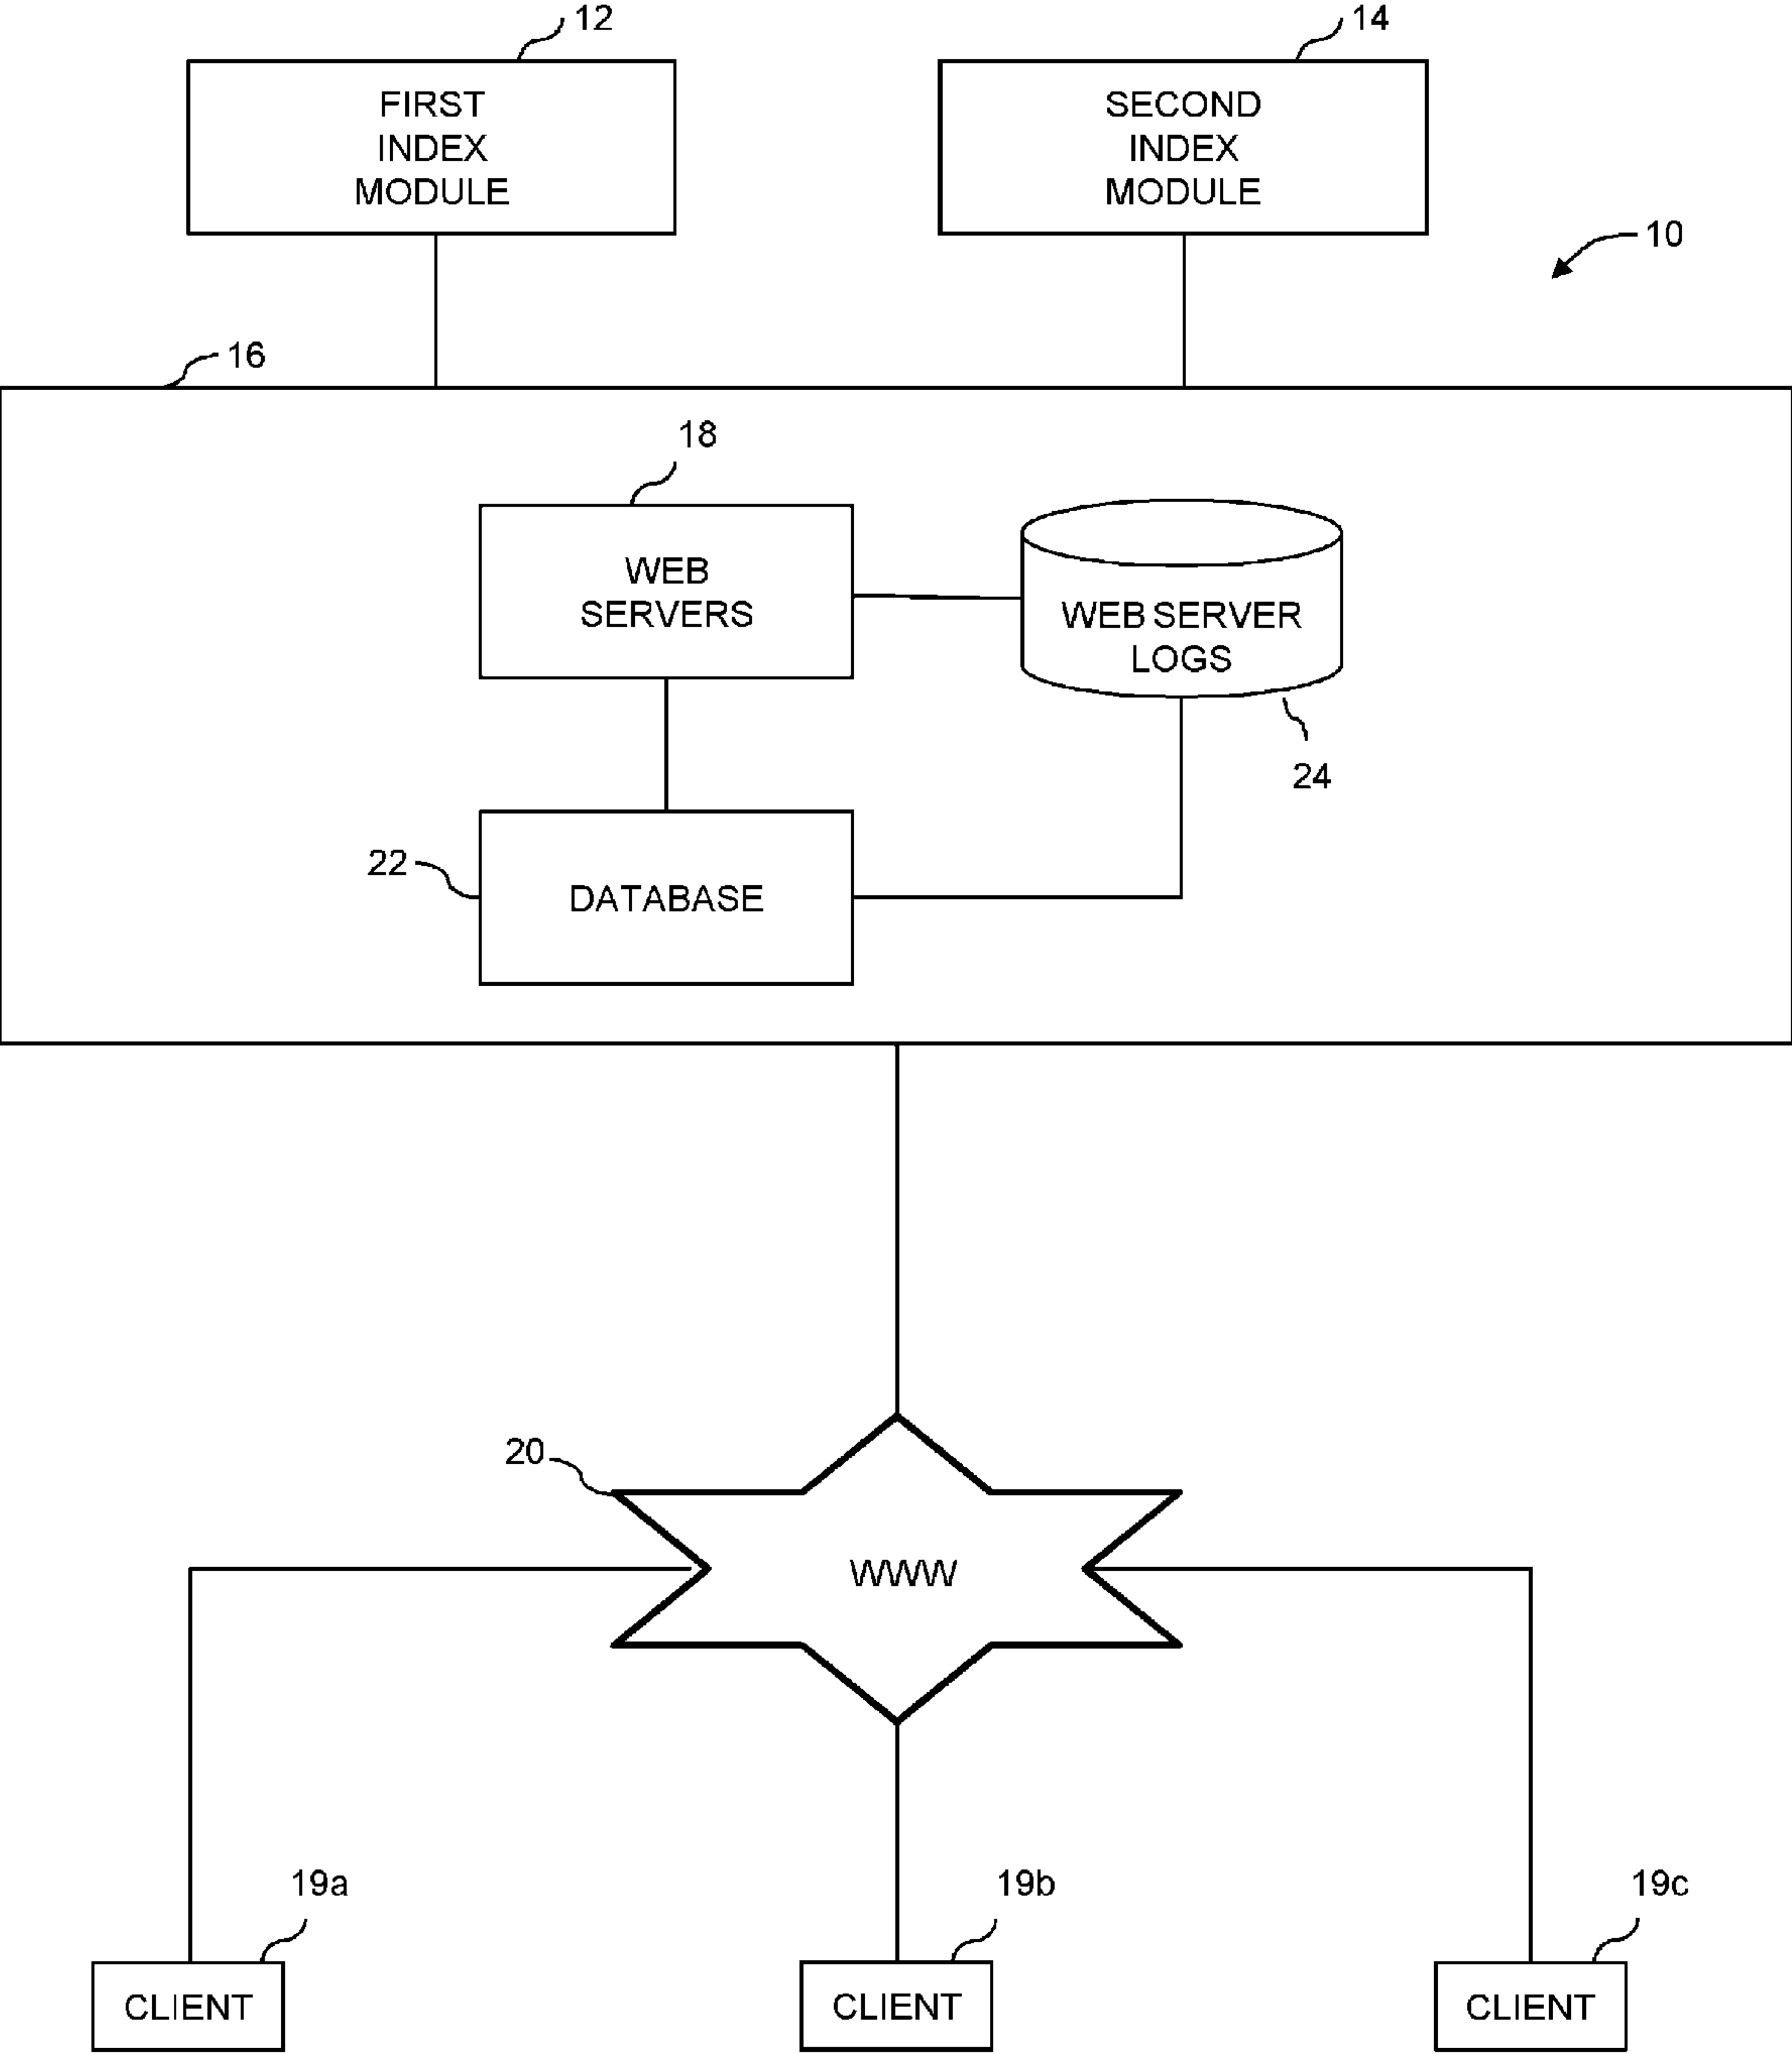 12
14
FIRST
INDEX
MODULE
SECOND
INDEX
MODULE
10
16
18
WEB
SERVERS
WEB SERVER
LOGS
24
22
DATABASE
20
WWW
19a
19b
19c
CLIENT
CLIENT
CLIENT